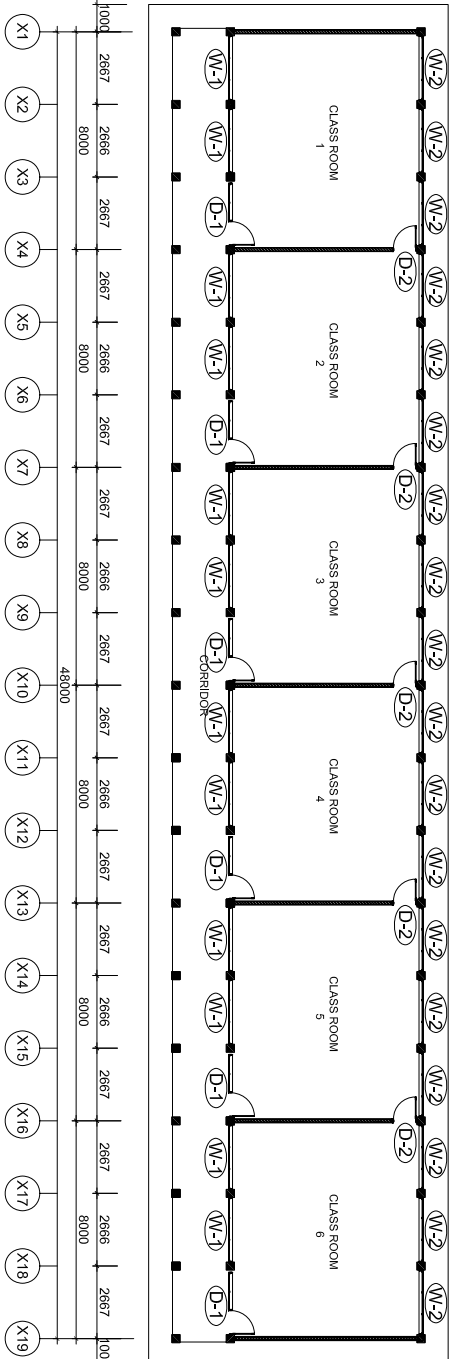 W-2 W-2 W-2 W-2 W-2 W-2 W-2 W-2 W-2 W-2 W-2 W-2 W-2 W-2 W-2 W-2 W-2 W-2
D-2 D-2 D-2 D-2 D-2
CLASS ROOM
1
CLASS ROOM
2
CLASS ROOM
3
CLASS ROOM
4
CLASS ROOM
5
CLASS ROOM
6
W-1 W-1 D-1 W-1 W-1 D-1 W-1 W-1 D-1 W-1 W-1 D-1 W-1 W-1 D-1 W-1 W-1 D-1
CORRIDOR
1000 2667 2666 2667 2667 2666 2667 2667 2666 2667 2667 2666 2667 2667 2666 2667 2667 2666 2667 100
8000 8000 8000 8000 8000 8000
48000
X1 X2 X3 X4 X5 X6 X7 X8 X9 X10 X11 X12 X13 X14 X15 X16 X17 X18 X19